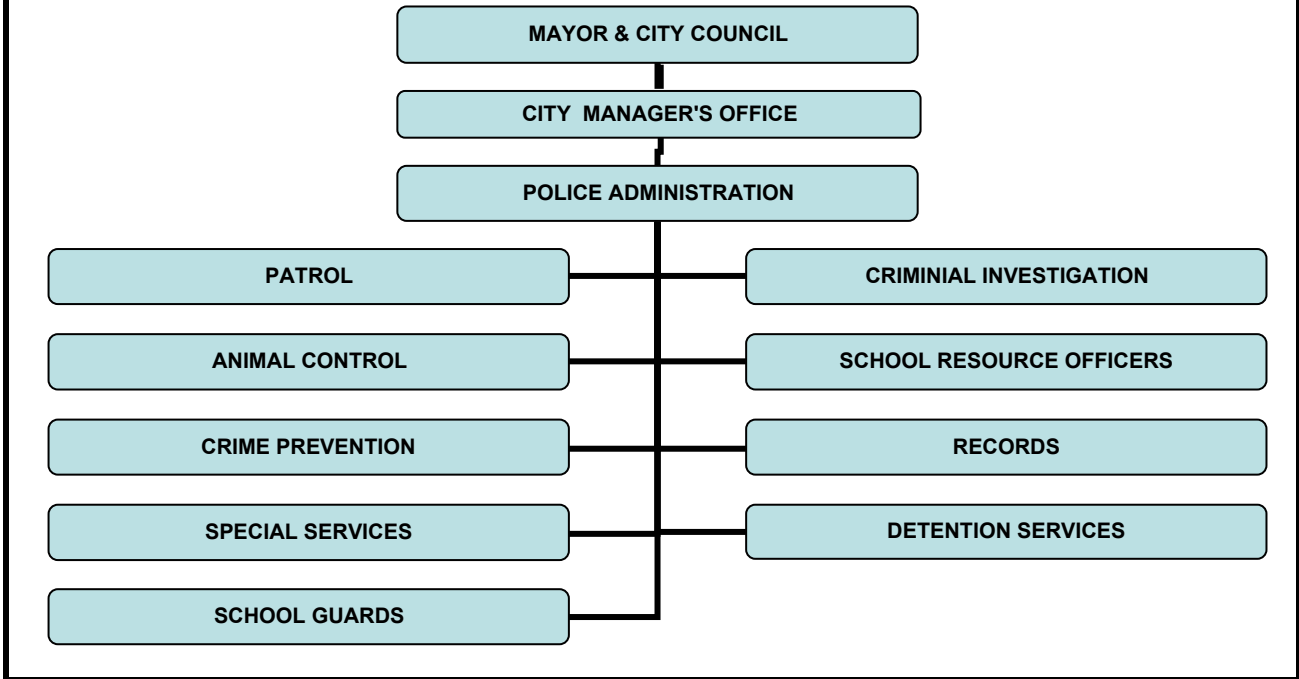 MAYOR & CITY COUNCIL
CITY MANAGER'S OFFICE
POLICE ADMINISTRATION
PATROL
CRIMINIAL INVESTIGATION
ANIMAL CONTROL
SCHOOL RESOURCE OFFICERS
CRIME PREVENTION
RECORDS
SPECIAL SERVICES
DETENTION SERVICES
SCHOOL GUARDS